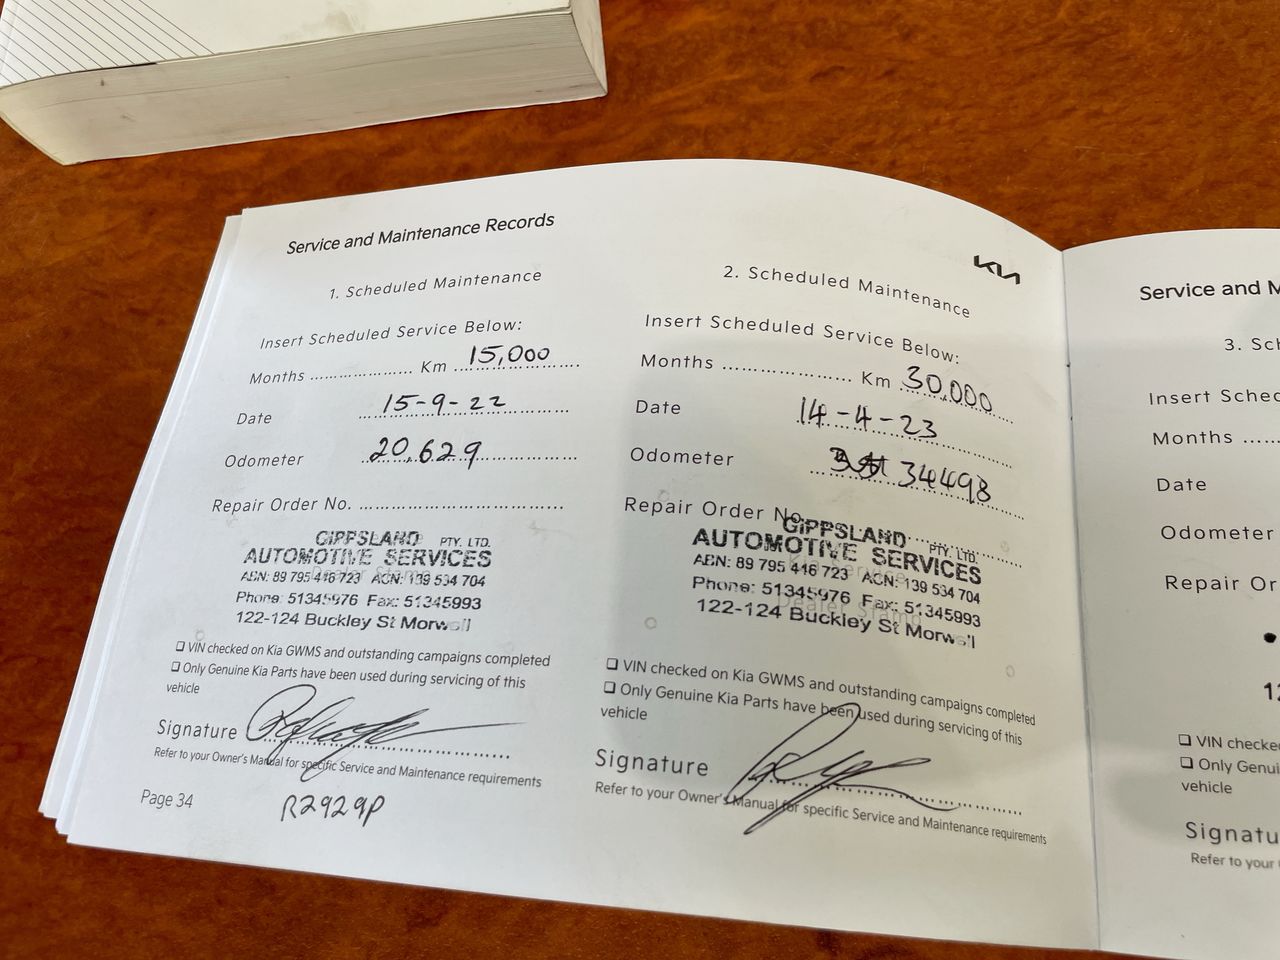 Service and Maintenance Records
1. Scheduled Maintenance
Insert Scheduled Service Below:
Months .................... Km 15,000
Date 15-9-22
Odometer 20,629
Repair Order No. ....................
GIPPSLAND PTY. LTD.
AUTOMOTIVE SERVICES
ABN: 89 795 416 723 ACN: 139 534 704
Phone: 51345976 Fax: 51345993
122-124 Buckley St Morwell
❏ VIN checked on Kia GWMS and outstanding campaigns completed
❏ Only Genuine Kia Parts have been used during servicing of this
vehicle
Signature
Refer to your Owner's Manual for specific Service and Maintenance requirements
Page 34
R2929P
KIA
2. Scheduled Maintenance
Insert Scheduled Service Below:
Months .................... Km 30,000
Date 14-4-23
Odometer 34498
Repair Order No.
GIPPSLAND PTY. LTD.
AUTOMOTIVE SERVICES
ABN: 89 795 416 723 ACN: 139 534 704
Phone: 51345976 Fax: 51345993
122-124 Buckley St Morwell
Dealer Stamp
❏ VIN checked on Kia GWMS and outstanding campaigns completed
❏ Only Genuine Kia Parts have been used during servicing of this
vehicle
Signature
Refer to your Owner's Manual for specific Service and Maintenance requirements
Service and M
3. Sch
Insert Sched
Months .....
Date
Odometer
Repair Or
12
❏ VIN checke
❏ Only Genui
vehicle
Signatu
Refer to your